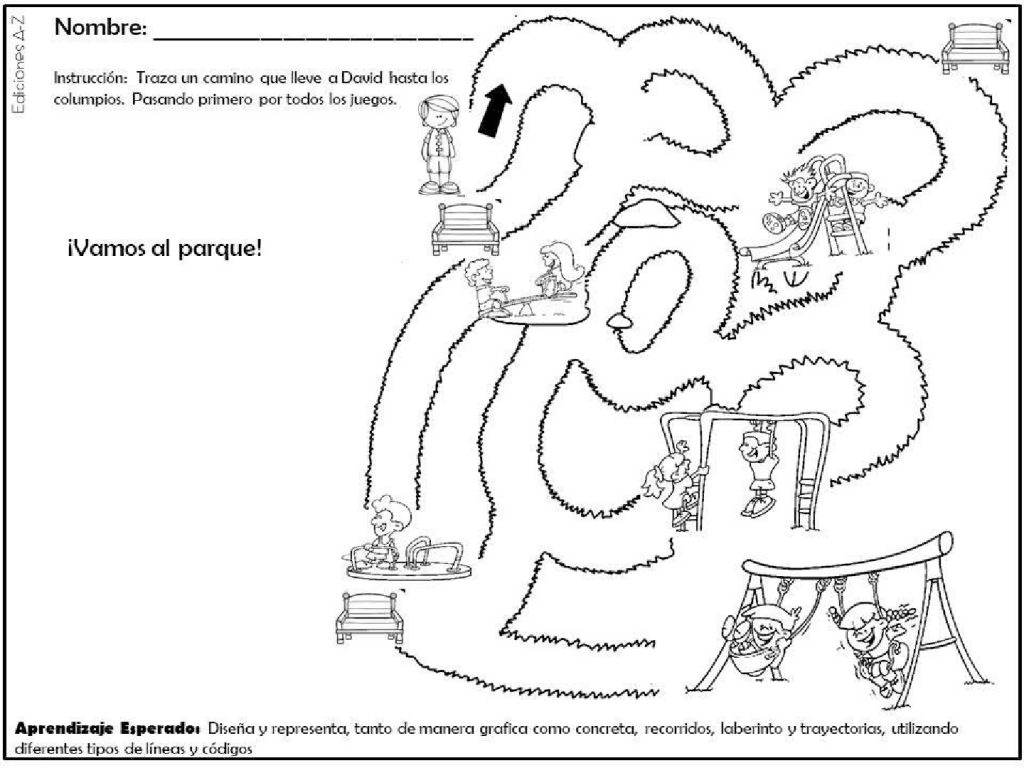 Ediciones A-Z
Nombre: ______________________
Instrucción: Traza un camino que lleve a David hasta los
columpios. Pasando primero por todos los juegos.
¡Vamos al parque!
Aprendizaje Esperado: Diseña y representa, tanto de manera grafica como concreta, recorridos, laberinto y trayectorias, utilizando
diferentes tipos de líneas y códigos